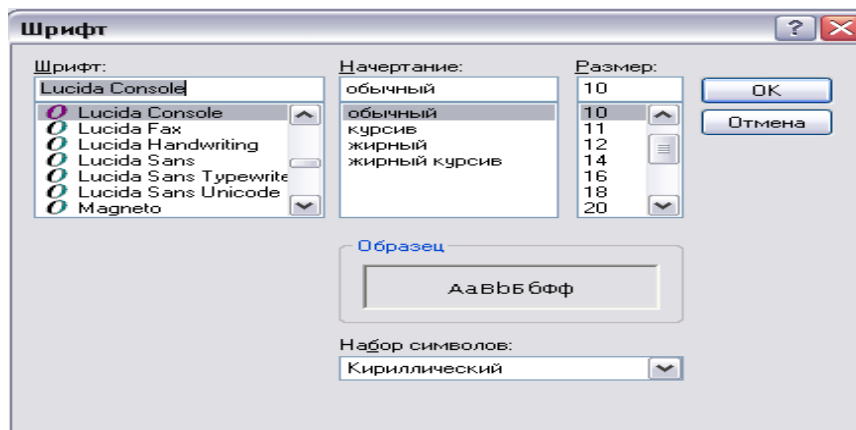 Шрифт
Шрифт:
Lucida Console
Lucida Console
Lucida Fax
Lucida Handwriting
Lucida Sans
Lucida Sans Typewrite
Lucida Sans Unicode
Magneto
Начертание:
обычный
обычный
курсив
жирный
жирный курсив
Размер:
10
10
11
12
14
16
18
20
OK
Отмена
Образец
АаВbБбФф
Набор символов:
Кириллический